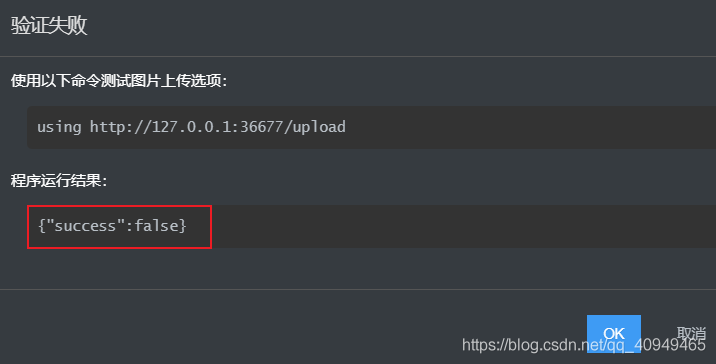 验证失败
使用以下命令测试图片上传选项：
using http://127.0.0.1:36677/upload
程序运行结果：
{"success":false}
OK
取消
https://blog.csdn.net/qq_40949465